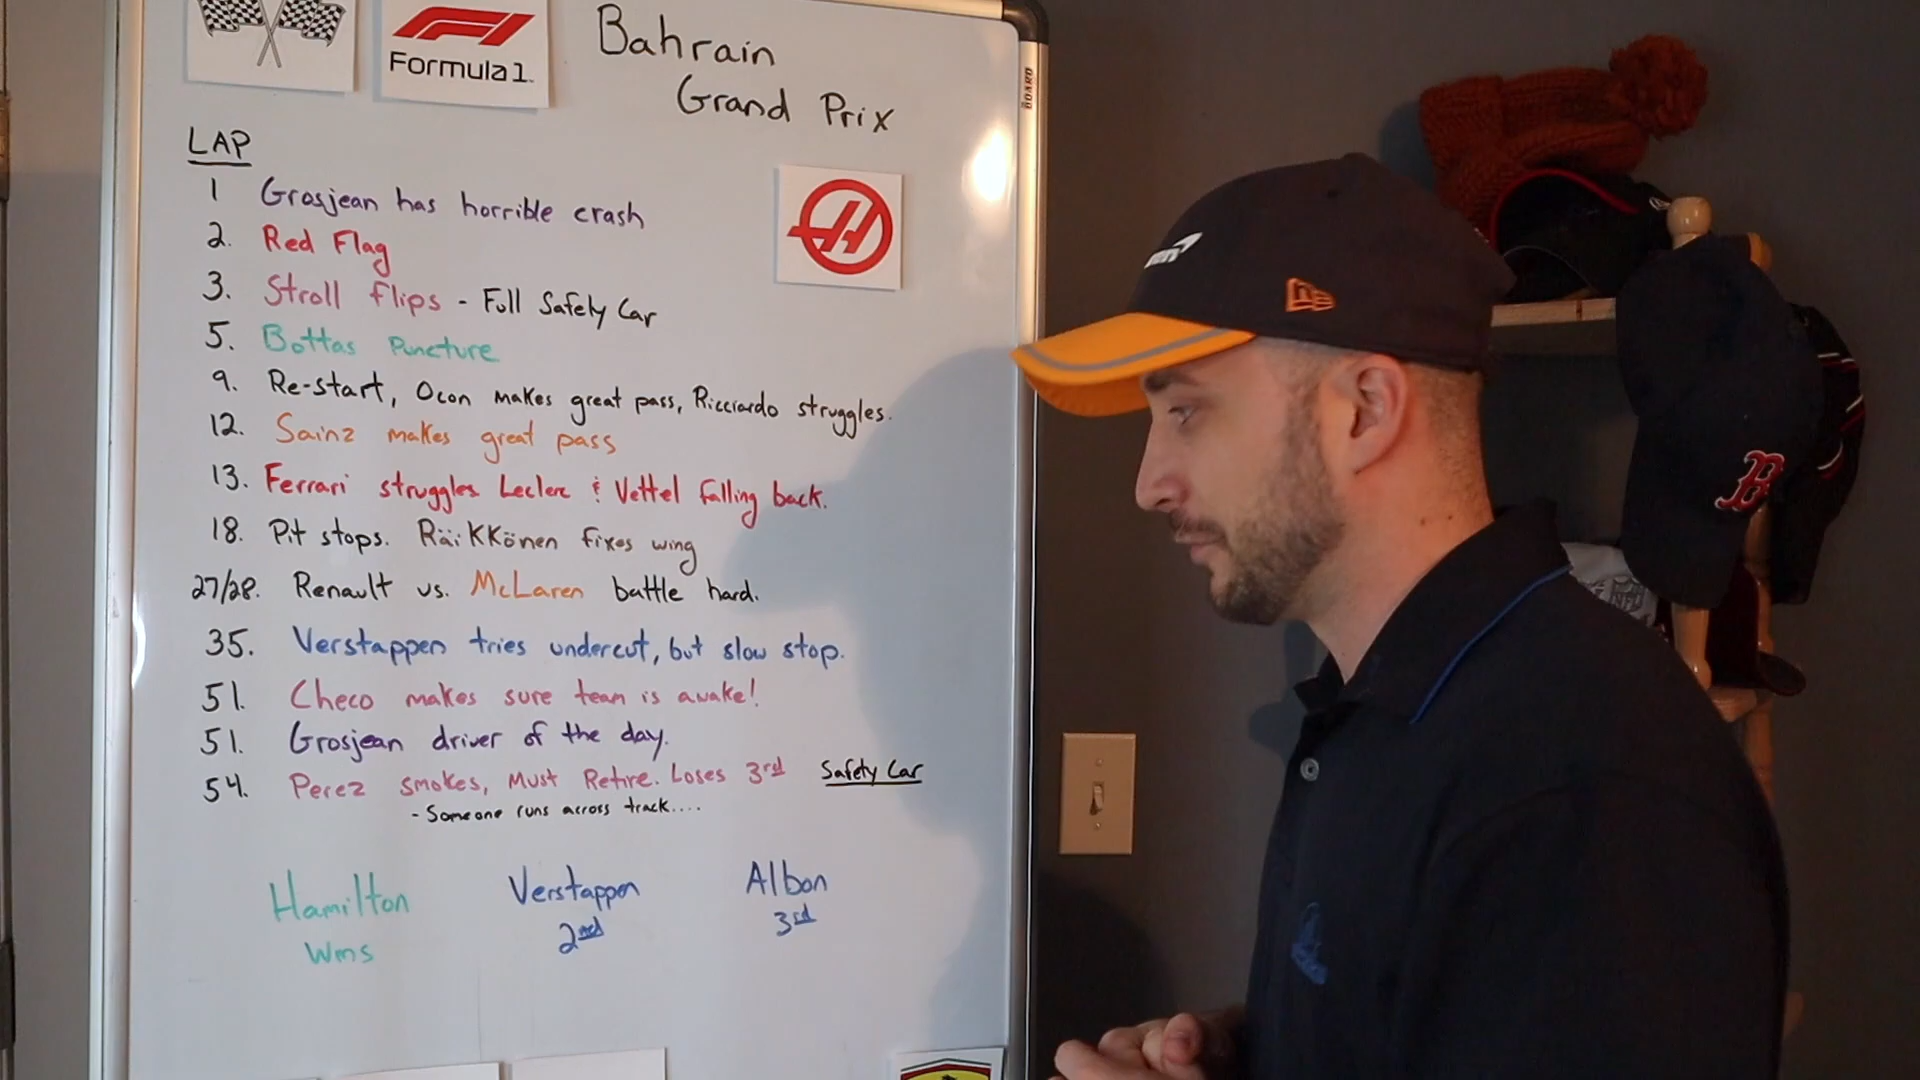 Formula 1
Bahrain
Grand Prix
BOARD
LAP
1 Grosjean has horrible crash
2. Red Flag
3. Stroll flips - Full Safety Car
5. Bottas Puncture
9. Re-start, Ocon makes great pass, Ricciardo struggles.
12. Sainz makes great pass
13. Ferrari struggles Leclerc & Vettel falling back.
18. Pit stops. Räikkönen fixes wing
27/28. Renault vs. McLaren battle hard.
35. Verstappen tries undercut, but slow stop.
51. Checo makes sure team is awake!
51. Grosjean driver of the day.
54. Perez smokes, Must Retire. Loses 3rd Safety Car
- Someone runs across track....
Hamilton Verstappen Albon
Wins 2nd 3rd
B
NFL